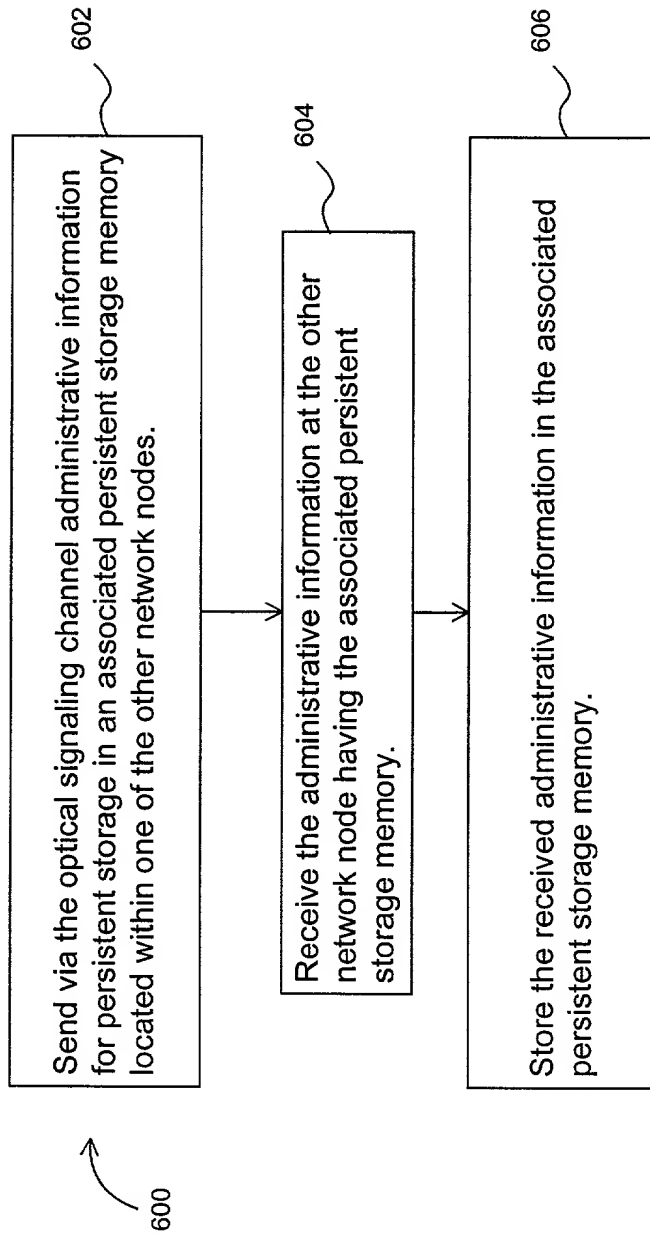 600
Send via the optical signaling channel administrative information
for persistent storage in an associated persistent storage memory
located within one of the other network nodes.
602
Receive the administrative information at the other
network node having the associated persistent
storage memory.
604
Store the received administrative information in the associated
persistent storage memory.
606